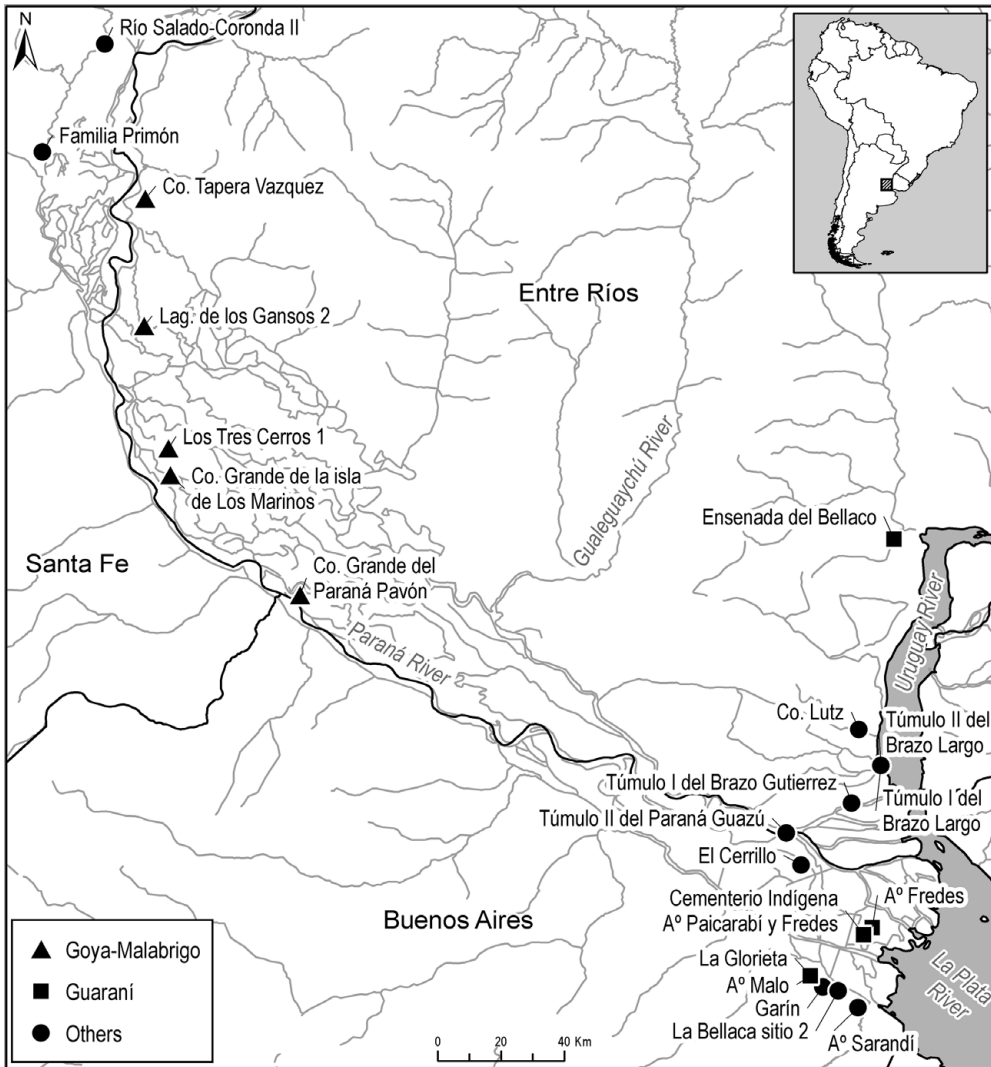 N
Río Salado-Coronda II
Familia Primón
Co. Tapera Vazquez
Entre Ríos
Lag. de los Gansos 2
Los Tres Cerros 1
Co. Grande de la isla
de Los Marinos
Gualeguaychú River
Ensenada del Bellaco
Santa Fe
Co. Grande del
Paraná Pavón
Paraná River
Uruguay River
Co. Lutz
Túmulo II del
Brazo Largo
Túmulo I del Brazo Gutierrez
Túmulo I del
Brazo Largo
Túmulo II del Paraná Guazú
El Cerrillo
Cementerio Indígena
Aº Paicarabí y Fredes
Aº Fredes
Buenos Aires
La Glorieta
Aº Malo
Garín
La Bellaca sitio 2
Aº Sarandí
La Plata
River
Goya-Malabrigo
Guaraní
Others
0 20 40 Km